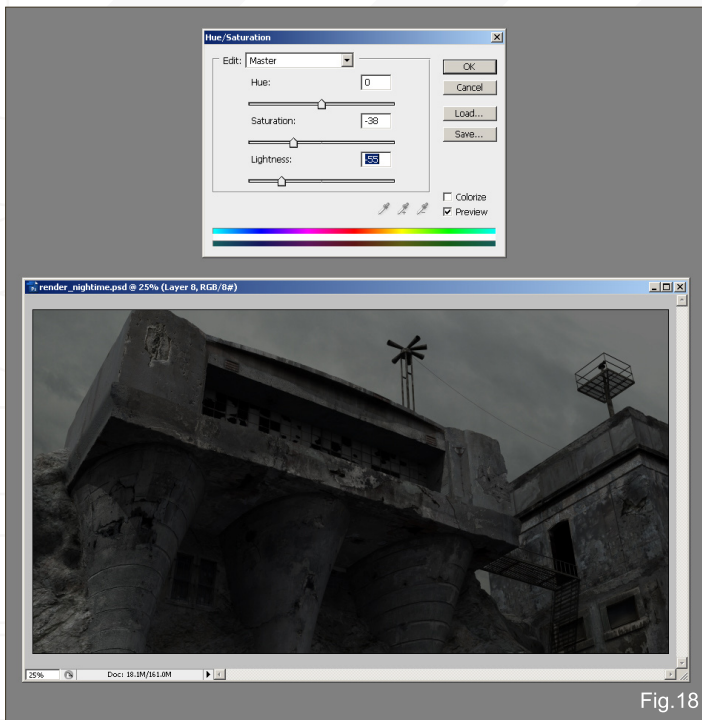 Hue/Saturation
Edit: Master
OK
Hue: 0
Cancel
Load...
Saturation: -38
Save...
Lightness: -55
Colorize
Preview
render_nightime.psd @ 25% (Layer 8, RGB/8#)
25% Doc: 18.1M/161.0M
Fig.18